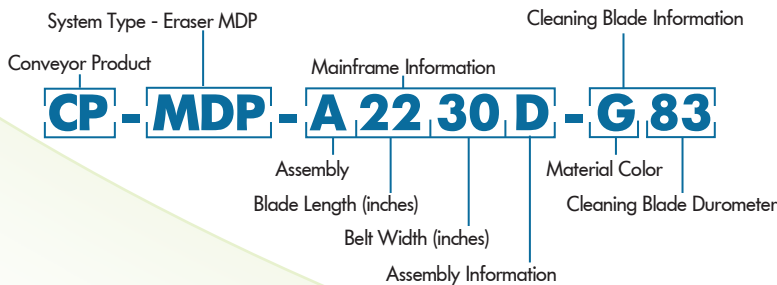 Cleaning Blade Information
System Type - Eraser MDP
Conveyor Product
Mainframe Information
CP - MDP - A 22 30 D - G 83
Assembly
Material Color
Blade Length (inches)
Cleaning Blade Durometer
Belt Width (inches)
Assembly Information